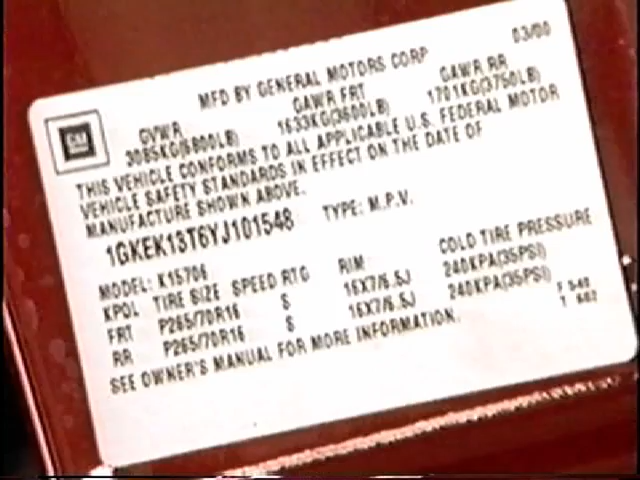 MFD BY GENERAL MOTORS CORP 03/00
GM
GVWR GAWR FRT GAWR RR
3085KG(6800LB) 1633KG(3600LB) 1701KG(3750LB)
THIS VEHICLE CONFORMS TO ALL APPLICABLE U.S. FEDERAL MOTOR
VEHICLE SAFETY STANDARDS IN EFFECT ON THE DATE OF
MANUFACTURE SHOWN ABOVE.
1GKEK13T6YJ101548 TYPE: M.P.V.
MODEL: K15706
TIRE SIZE SPEED RTG RIM COLD TIRE PRESSURE
FRT P265/70R16 S 16X7/6.5J 240KPA(35PSI)
RR P265/70R16 S 16X7/6.5J 240KPA(35PSI)
SEE OWNER'S MANUAL FOR MORE INFORMATION.